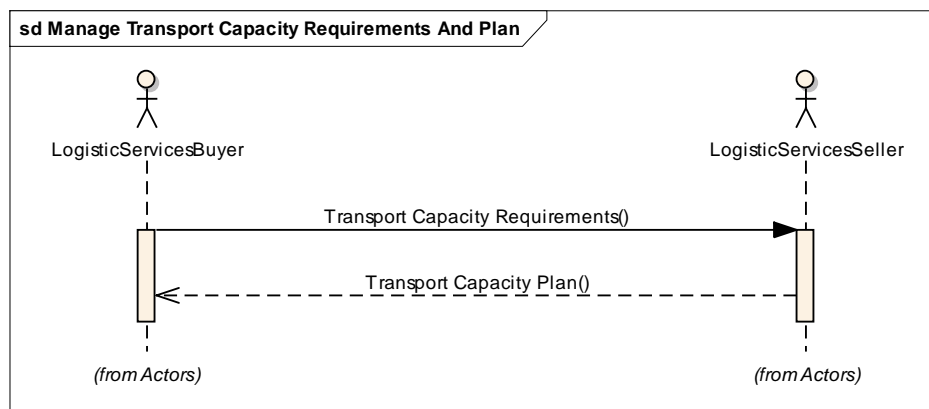 sd Manage Transport Capacity Requirements And Plan
LogisticServicesBuyer
LogisticServicesSeller
Transport Capacity Requirements()
Transport Capacity Plan()
(from Actors)
(from Actors)